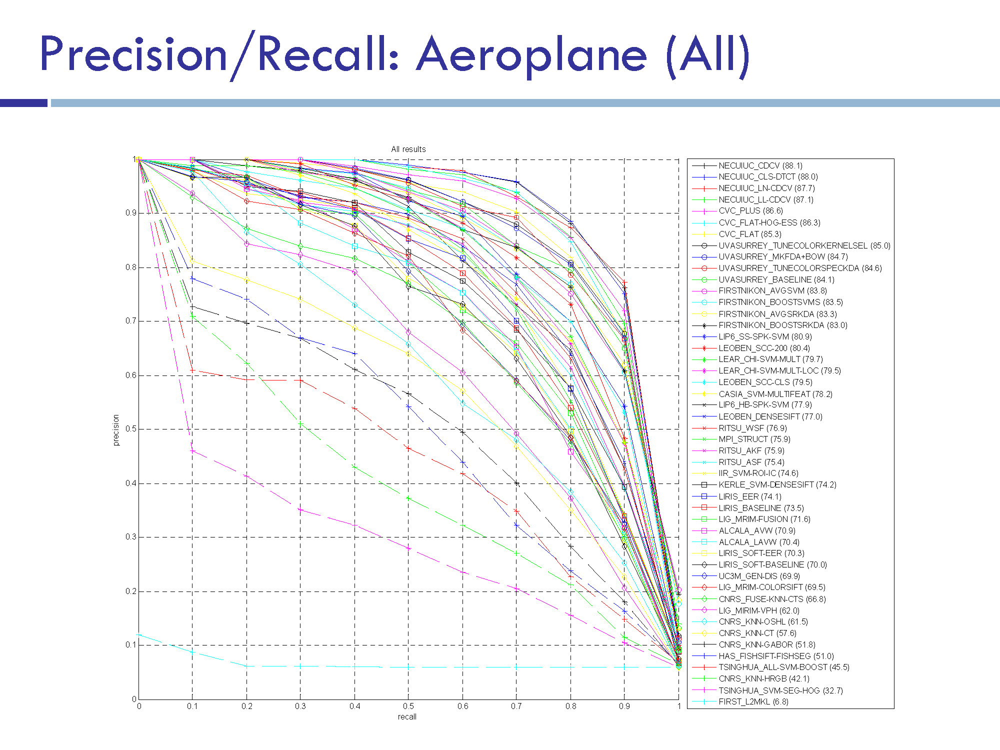 Precision/Recall: Aeroplane (All)
All results
1
0.9
0.8
0.7
0.6
0.5
0.4
0.3
0.2
0.1
0
precision
0 0.1 0.2 0.3 0.4 0.5 0.6 0.7 0.8 0.9 1
recall
NECUIUC_CDCV (88.1)
NECUIUC_CLS-DTCT (88.0)
NECUIUC_LN-CDCV (87.7)
NECUIUC_LL-CDCV (87.1)
CVC_PLUS (86.6)
CVC_FLAT-HOG-ESS (86.3)
CVC_FLAT (85.3)
UVASURREY_TUNECOLORKERNELSEL (85.0)
UVASURREY_MKFDA+BOW (84.7)
UVASURREY_TUNECOLORSPECKDA (84.6)
UVASURREY_BASELINE (84.1)
FIRSTNIKON_AVGSVM (83.8)
FIRSTNIKON_BOOSTSVMS (83.5)
FIRSTNIKON_AVGSRKDA (83.3)
FIRSTNIKON_BOOSTSRKDA (83.0)
LIP6_SS-SPK-SVM (80.9)
LEOBEN_SCC-200 (80.4)
LEAR_CHI-SVM-MULT (79.7)
LEAR_CHI-SVM-MULT-LOC (79.5)
LEOBEN_SCC-CLS (79.5)
CASIA_SVM-MULTIFEAT (78.2)
LIP6_HB-SPK-SVM (77.9)
LEOBEN_DENSESIFT (77.0)
RITSU_WSF (76.9)
MPI_STRUCT (75.9)
RITSU_AKF (75.9)
RITSU_ASF (75.4)
IIR_SVM-ROI-IC (74.6)
KERLE_SVM-DENSESIFT (74.2)
LIRIS_EER (74.1)
LIRIS_BASELINE (73.5)
LIG_MRIM-FUSION (71.6)
ALCALA_AVW (70.9)
ALCALA_LAVW (70.4)
LIRIS_SOFT-EER (70.3)
LIRIS_SOFT-BASELINE (70.0)
UC3M_GEN-DIS (69.9)
LIG_MRIM-COLORSIFT (69.5)
CNRS_FUSE-KNN-CTS (66.8)
LIG_MIRIM-VPH (62.0)
CNRS_KNN-OSHL (61.5)
CNRS_KNN-CT (57.6)
CNRS_KNN-GABOR (51.8)
HAS_FISHSIFT-FISHSEG (51.0)
TSINGHUA_ALL-SVM-BOOST (45.5)
CNRS_KNN-HRGB (42.1)
TSINGHUA_SVM-SEG-HOG (32.7)
FIRST_L2MKL (6.8)